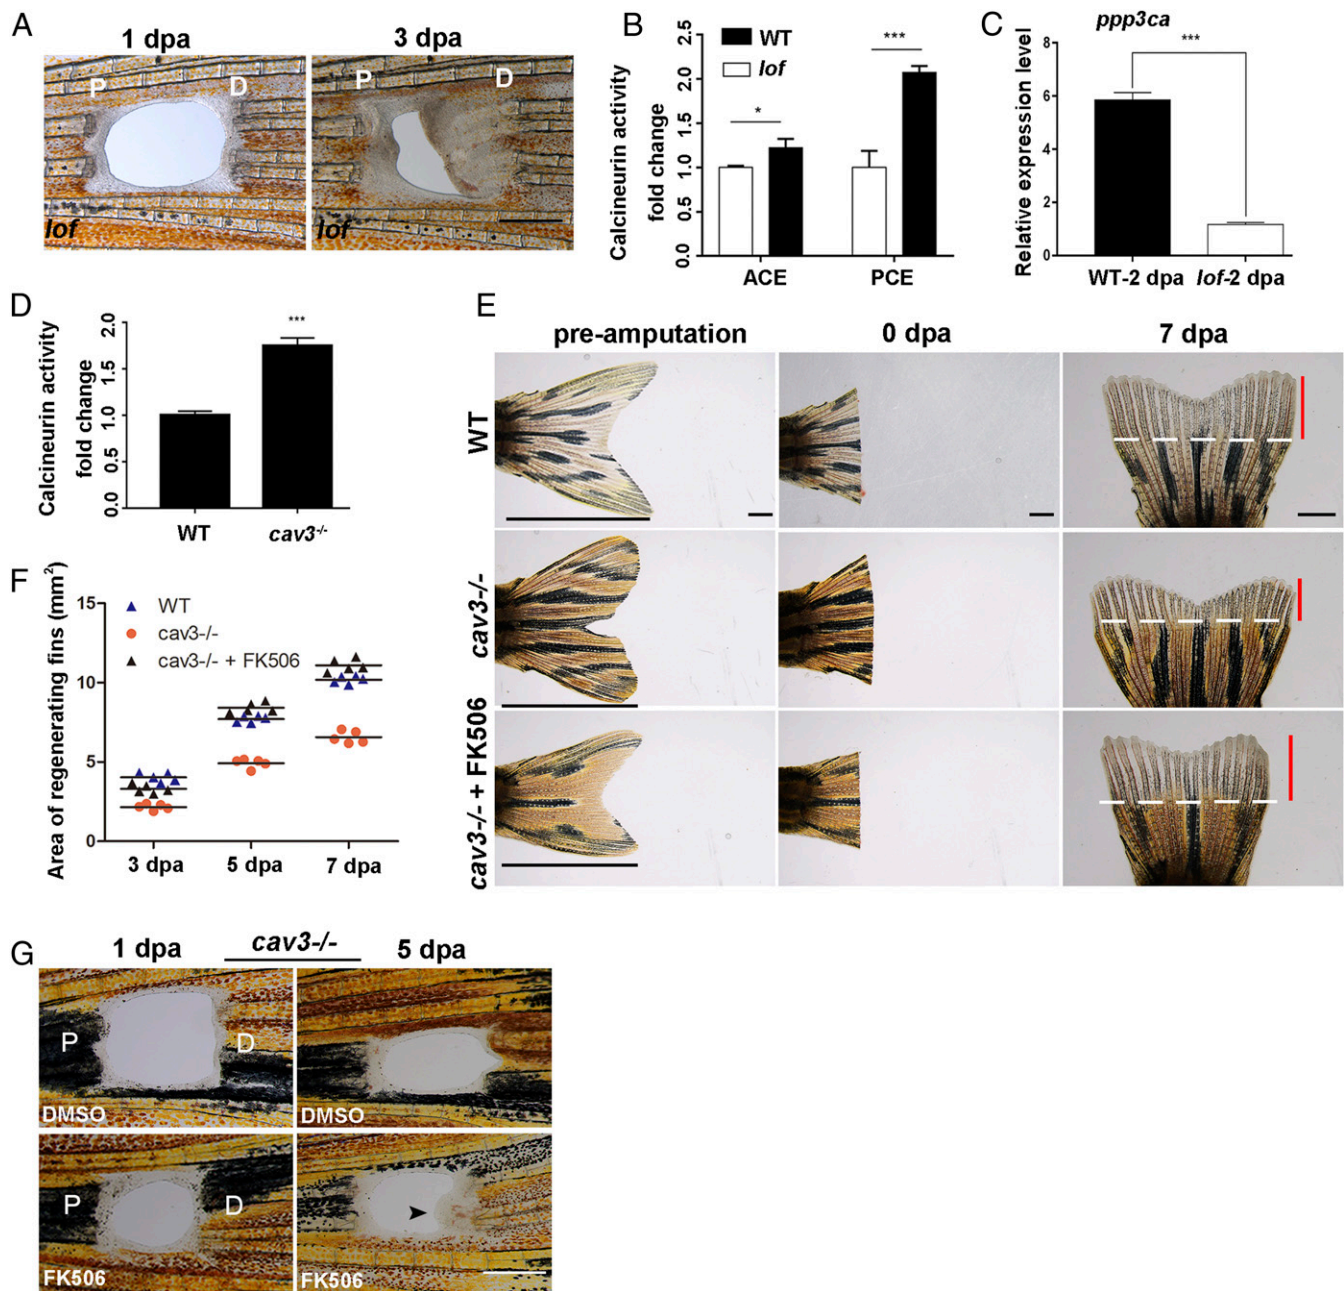 A
1 dpa
3 dpa
P
D
P
D
lof
lof
B
WT
lof
***
*
Calcineurin activity
fold change
2.5
2.0
1.5
1.0
0.5
0.0
ACE
PCE
C
ppp3ca
***
Relative expression level
8
6
4
2
0
WT-2 dpa
lof-2 dpa
D
Calcineurin activity
fold change
2.0
1.5
1.0
0.5
0.0
***
WT
cav3-/-
E
pre-amputation
0 dpa
7 dpa
WT
cav3-/-
cav3-/- + FK506
F
Area of regenerating fins (mm2)
15
10
5
0
WT
cav3-/-
cav3-/- + FK506
3 dpa
5 dpa
7 dpa
G
1 dpa
cav3-/-
5 dpa
P
D
DMSO
DMSO
P
D
FK506
FK506